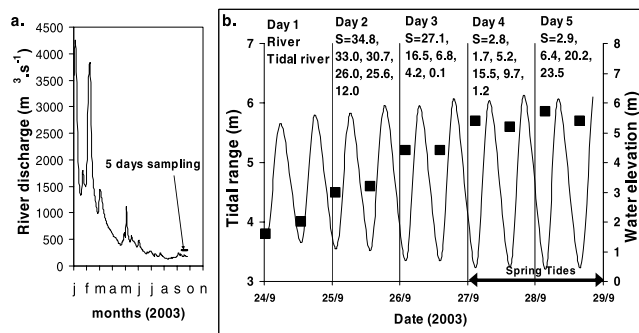 a.
River discharge (m ³.s⁻¹)
4500
4000
3500
3000
2500
2000
1500
1000
500
0
5 days sampling
j f m a m j j a s o n
months (2003)
b.
Day 1
River
Tidal river
Day 2
S=34.8,
33.0, 30.7,
26.0, 25.6,
12.0
Day 3
S=27.1,
16.5, 6.8,
4.2, 0.1
Day 4
S=2.8,
1.7, 5.2,
15.5, 9.7,
1.2
Day 5
S=2.9,
6.4, 20.2,
23.5
Tidal range (m)
7
6
5
4
3
Water elevation (m)
8
7
6
5
4
3
2
1
0
Spring Tides
24/9 25/9 26/9 27/9 28/9 29/9
Date (2003)